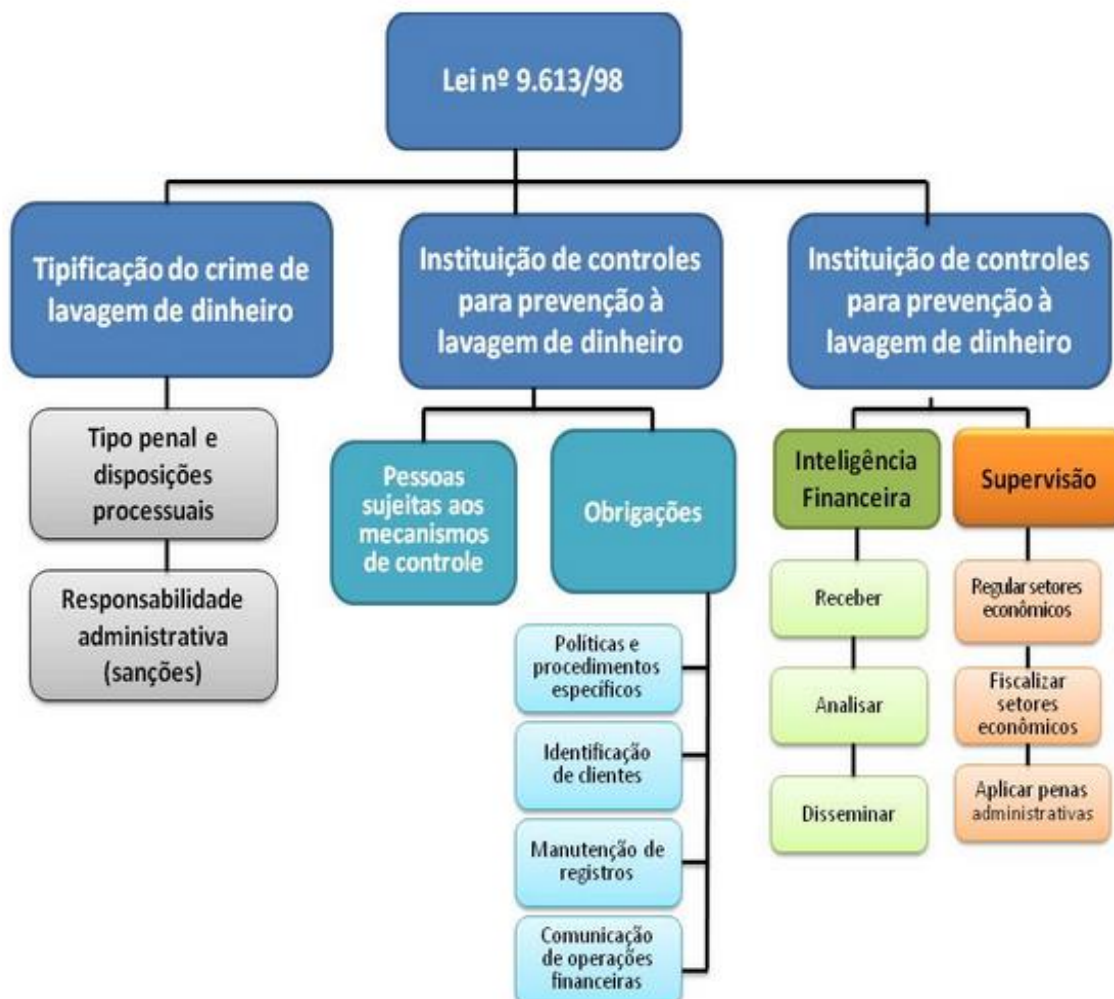 Lei nº 9.613/98
Tipificação do crime de
lavagem de dinheiro
Tipo penal e
disposições
processuais
Responsabilidade
administrativa
(sanções)
Instituição de controles
para prevenção à
lavagem de dinheiro
Pessoas
sujeitas aos
mecanismos
de controle
Obrigações
Políticas e
procedimentos
específicos
Identificação
de clientes
Manutenção de
registros
Comunicação
de operações
financeiras
Instituição de controles
para prevenção à
lavagem de dinheiro
Inteligência
Financeira
Receber
Analisar
Disseminar
Supervisão
Regular setores
econômicos
Fiscalizar
setores
econômicos
Aplicar penas
administrativas